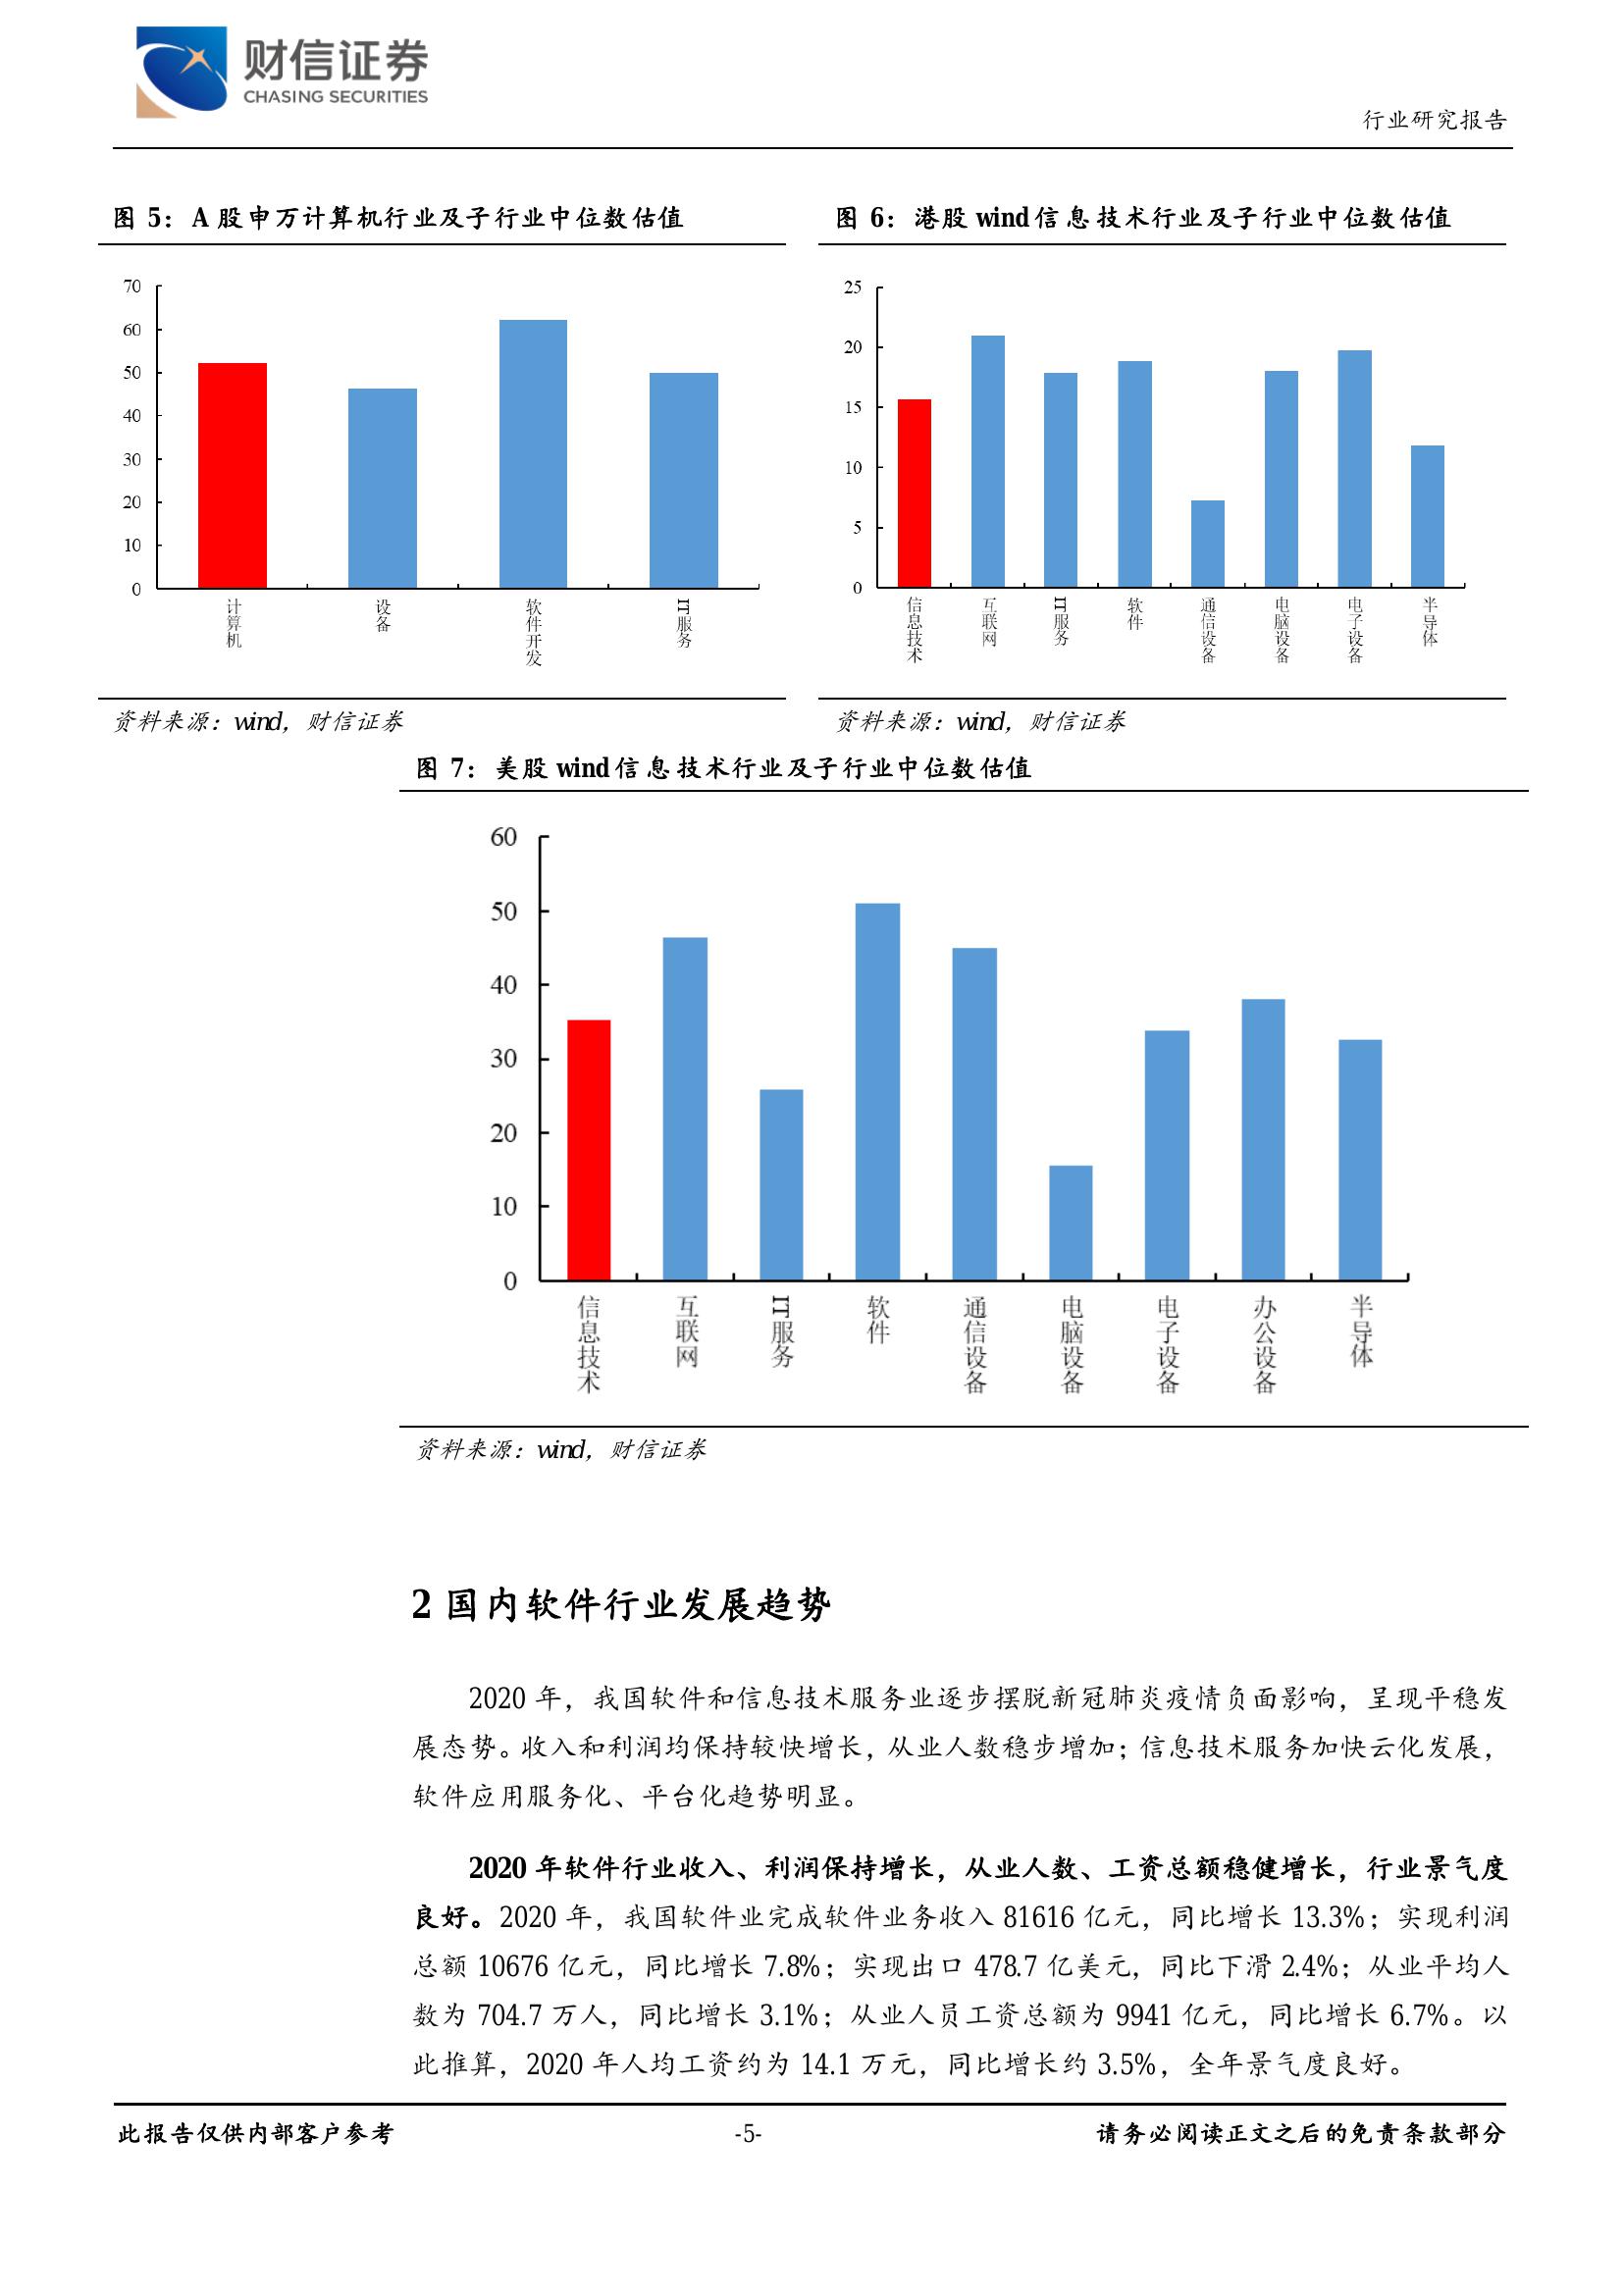 财信证券
CHASING SECURITIES
行业研究报告
图 5：A 股申万计算机行业及子行业中位数估值
70
60
50
40
30
20
10
0
计算机
设备
软件开发
IT服务
资料来源：wind，财信证券
图 6：港股 wind 信息技术行业及子行业中位数估值
25
20
15
10
5
0
信息技术
互联网
IT服务
软件
通信设备
电脑设备
电子设备
半导体
资料来源：wind，财信证券
图 7：美股 wind 信息技术行业及子行业中位数估值
60
50
40
30
20
10
0
信息技术
互联网
IT服务
软件
通信设备
电脑设备
电子设备
办公设备
半导体
资料来源：wind，财信证券
2 国内软件行业发展趋势
2020 年，我国软件和信息技术服务业逐步摆脱新冠肺炎疫情负面影响，呈现平稳发
展态势。收入和利润均保持较快增长，从业人数稳步增加；信息技术服务加快云化发展，
软件应用服务化、平台化趋势明显。
2020 年软件行业收入、利润保持增长，从业人数、工资总额稳健增长，行业景气度
良好。2020 年，我国软件业完成软件业务收入 81616 亿元，同比增长 13.3%；实现利润
总额 10676 亿元，同比增长 7.8%；实现出口 478.7 亿美元，同比下滑 2.4%；从业平均人
数为 704.7 万人，同比增长 3.1%；从业人员工资总额为 9941 亿元，同比增长 6.7%。以
此推算，2020 年人均工资约为 14.1 万元，同比增长约 3.5%，全年景气度良好。
此报告仅供内部客户参考
-5-
请务必阅读正文之后的免责条款部分